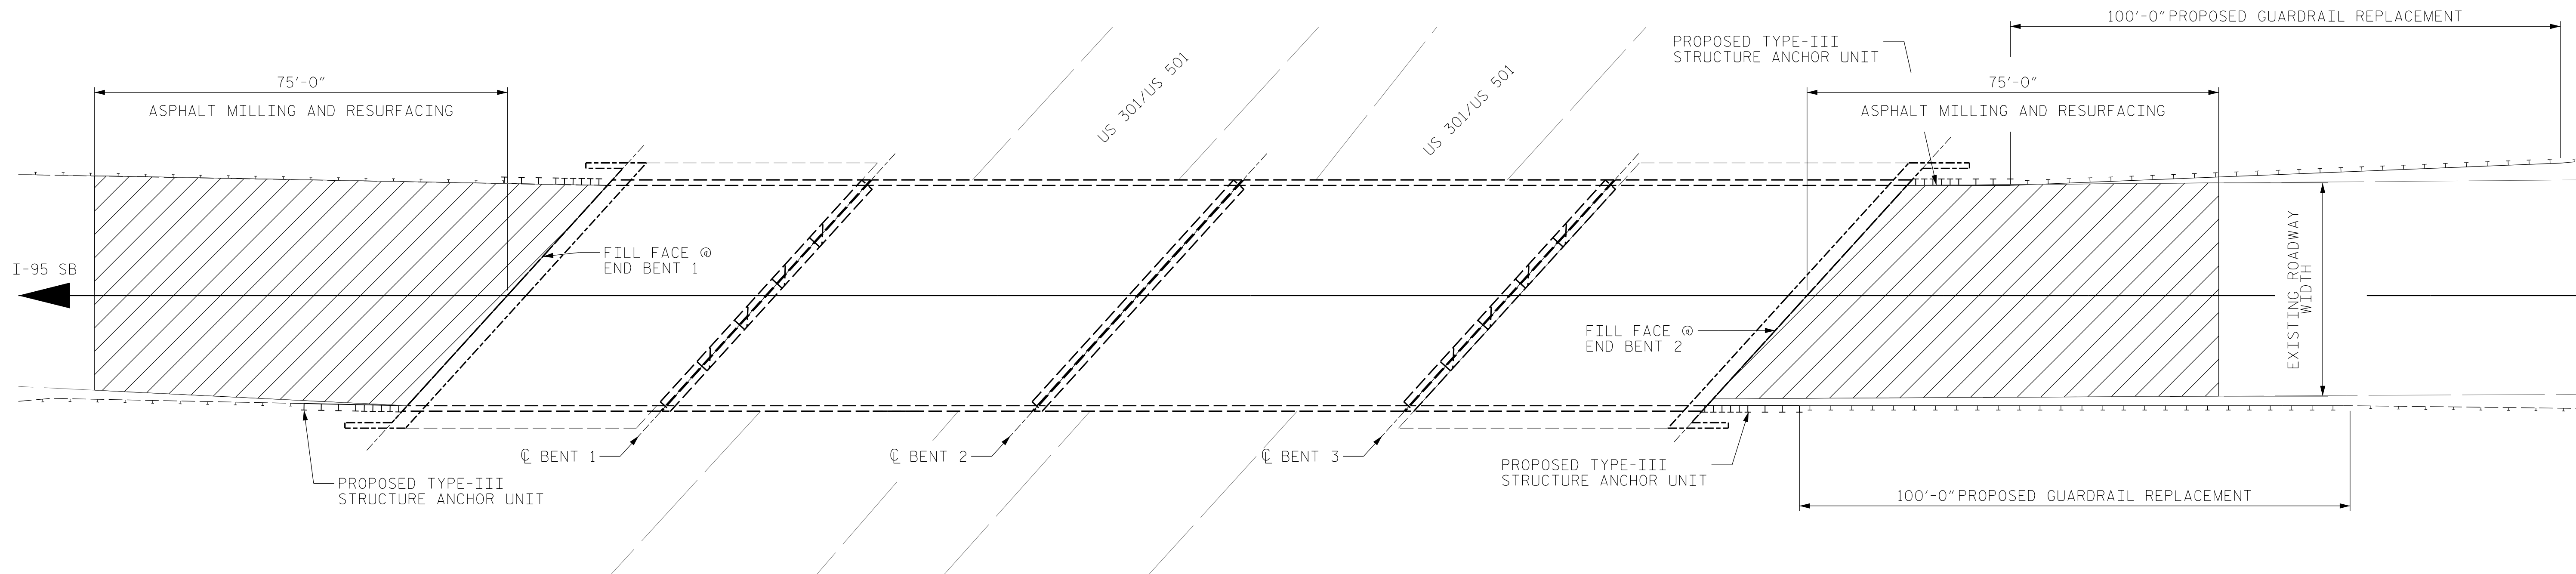 100'-0" PROPOSED GUARDRAIL REPLACEMENT
PROPOSED TYPE-III
STRUCTURE ANCHOR UNIT
75'-0"
ASPHALT MILLING AND RESURFACING
US 301/US 501
US 301/US 501
75'-0"
ASPHALT MILLING AND RESURFACING
I-95 SB
FILL FACE @
END BENT 1
FILL FACE @
END BENT 2
EXISTING ROADWAY
WIDTH
℄ BENT 1
℄ BENT 2
℄ BENT 3
PROPOSED TYPE-III
STRUCTURE ANCHOR UNIT
PROPOSED TYPE-III
STRUCTURE ANCHOR UNIT
100'-0" PROPOSED GUARDRAIL REPLACEMENT